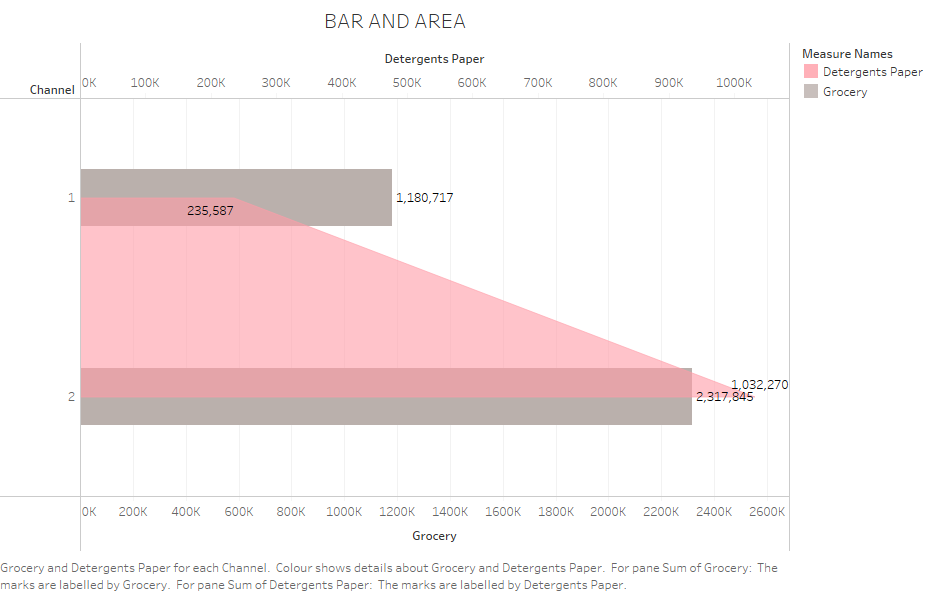 BAR AND AREA
Measure Names
Detergents Paper
Grocery
Detergents Paper
Channel
0K 100K 200K 300K 400K 500K 600K 700K 800K 900K 1000K
1
1,180,717
235,587
2
1,032,270
2,317,845
0K 200K 400K 600K 800K 1000K 1200K 1400K 1600K 1800K 2000K 2200K 2400K 2600K
Grocery
Grocery and Detergents Paper for each Channel. Colour shows details about Grocery and Detergents Paper. For pane Sum of Grocery: The
marks are labelled by Grocery. For pane Sum of Detergents Paper: The marks are labelled by Detergents Paper.